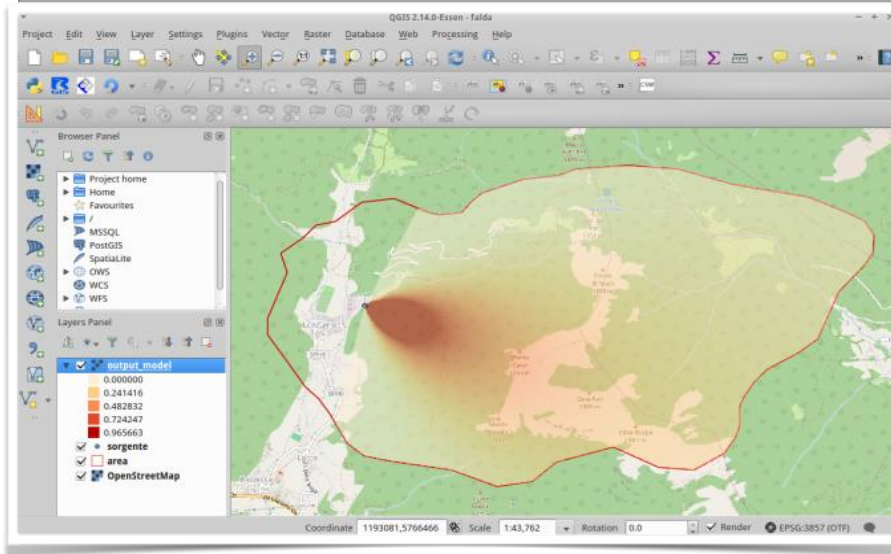 QGIS 2.14.0-Essen - falda
Project Edit View Layer Settings Plugins Vector Raster Database Web Processing Help
Browser Panel
Project home
Home
Favourites
/
MSSQL
PostGIS
SpatiaLite
OWS
WCS
WFS
Layers Panel
output_model
0.000000
0.241416
0.482832
0.724247
0.965663
sorgente
area
OpenStreetMap
Coordinate 1193081,5766466 Scale 1:43,762 Rotation 0.0 Render EPSG:3857 (OTF)